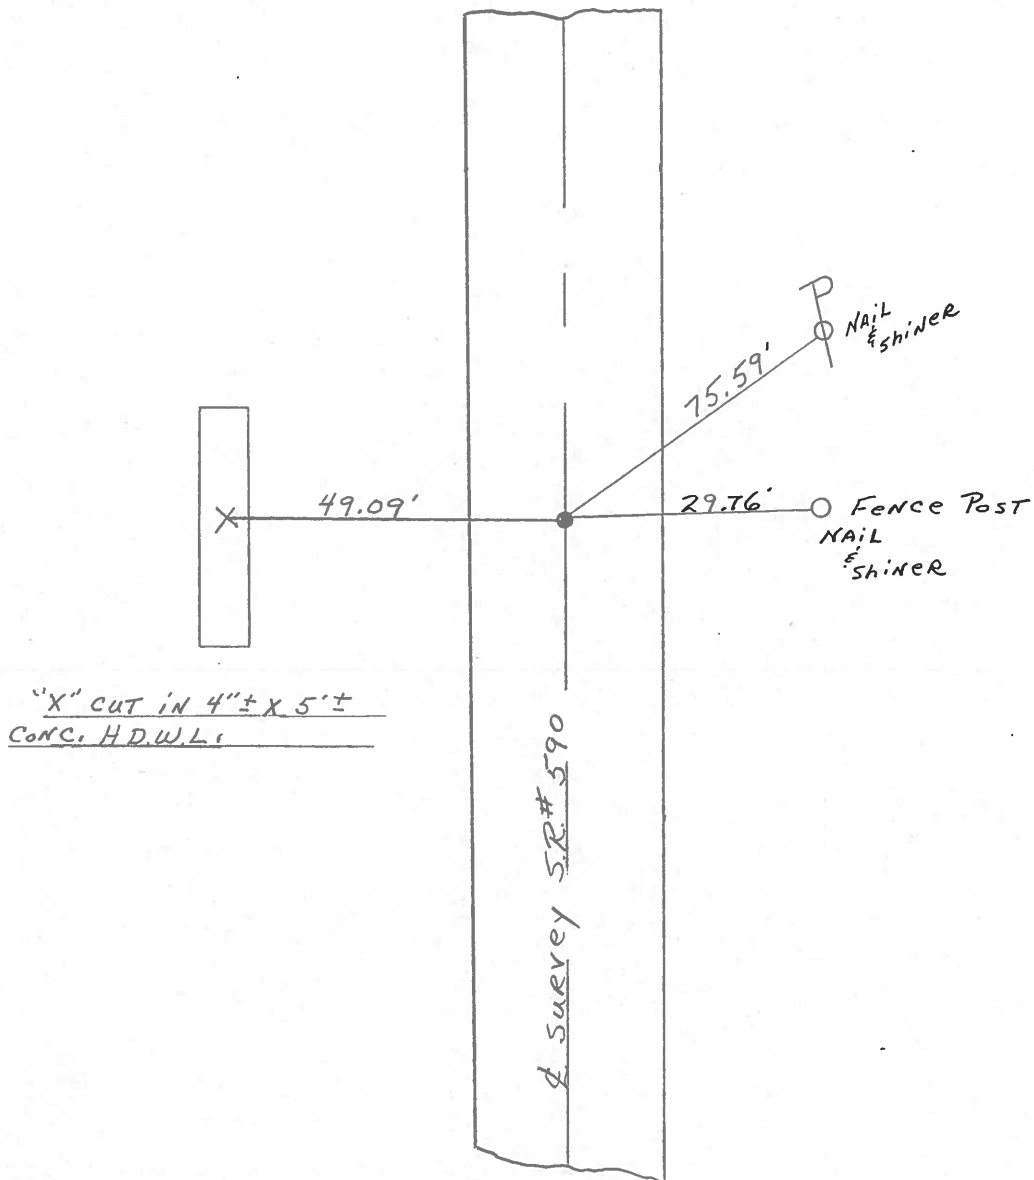 NAIL
&
ShiNeR
75.59'
49.09'
29.76'
FeNce PosT
NAIL
&
ShiNeR
"X" CUT iN 4"± X 5'±
CONC. H.D.W.L.
℄ SURVey S.R.# 590